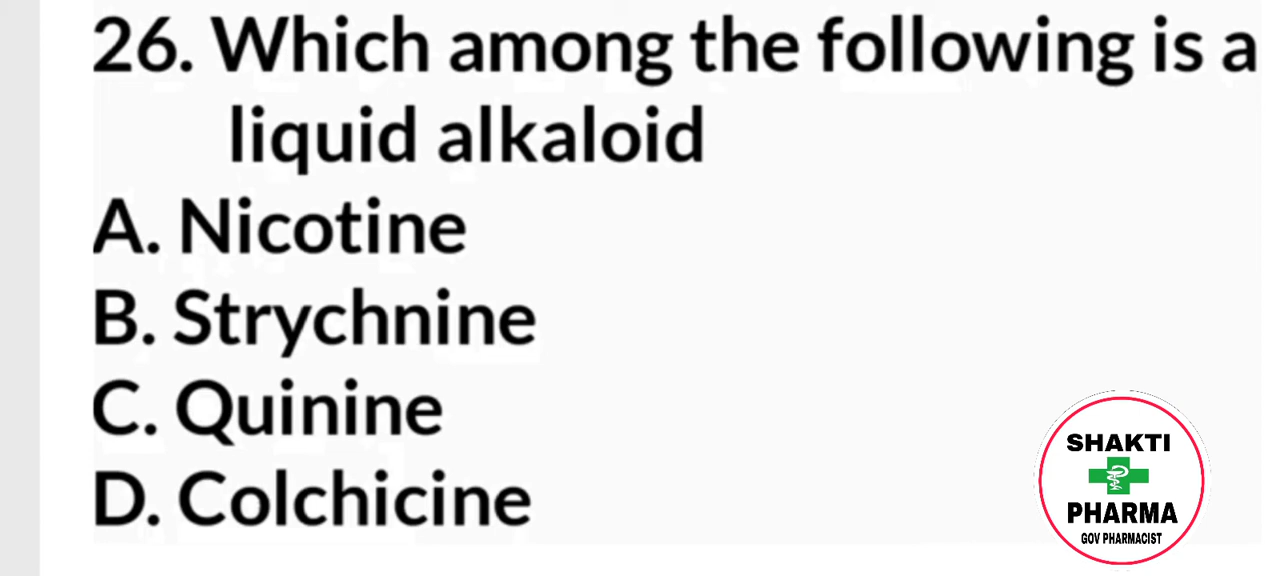 26. Which among the following is a
liquid alkaloid
A. Nicotine
B. Strychnine
C. Quinine
D. Colchicine
SHAKTI
PHARMA
GOV PHARMACIST